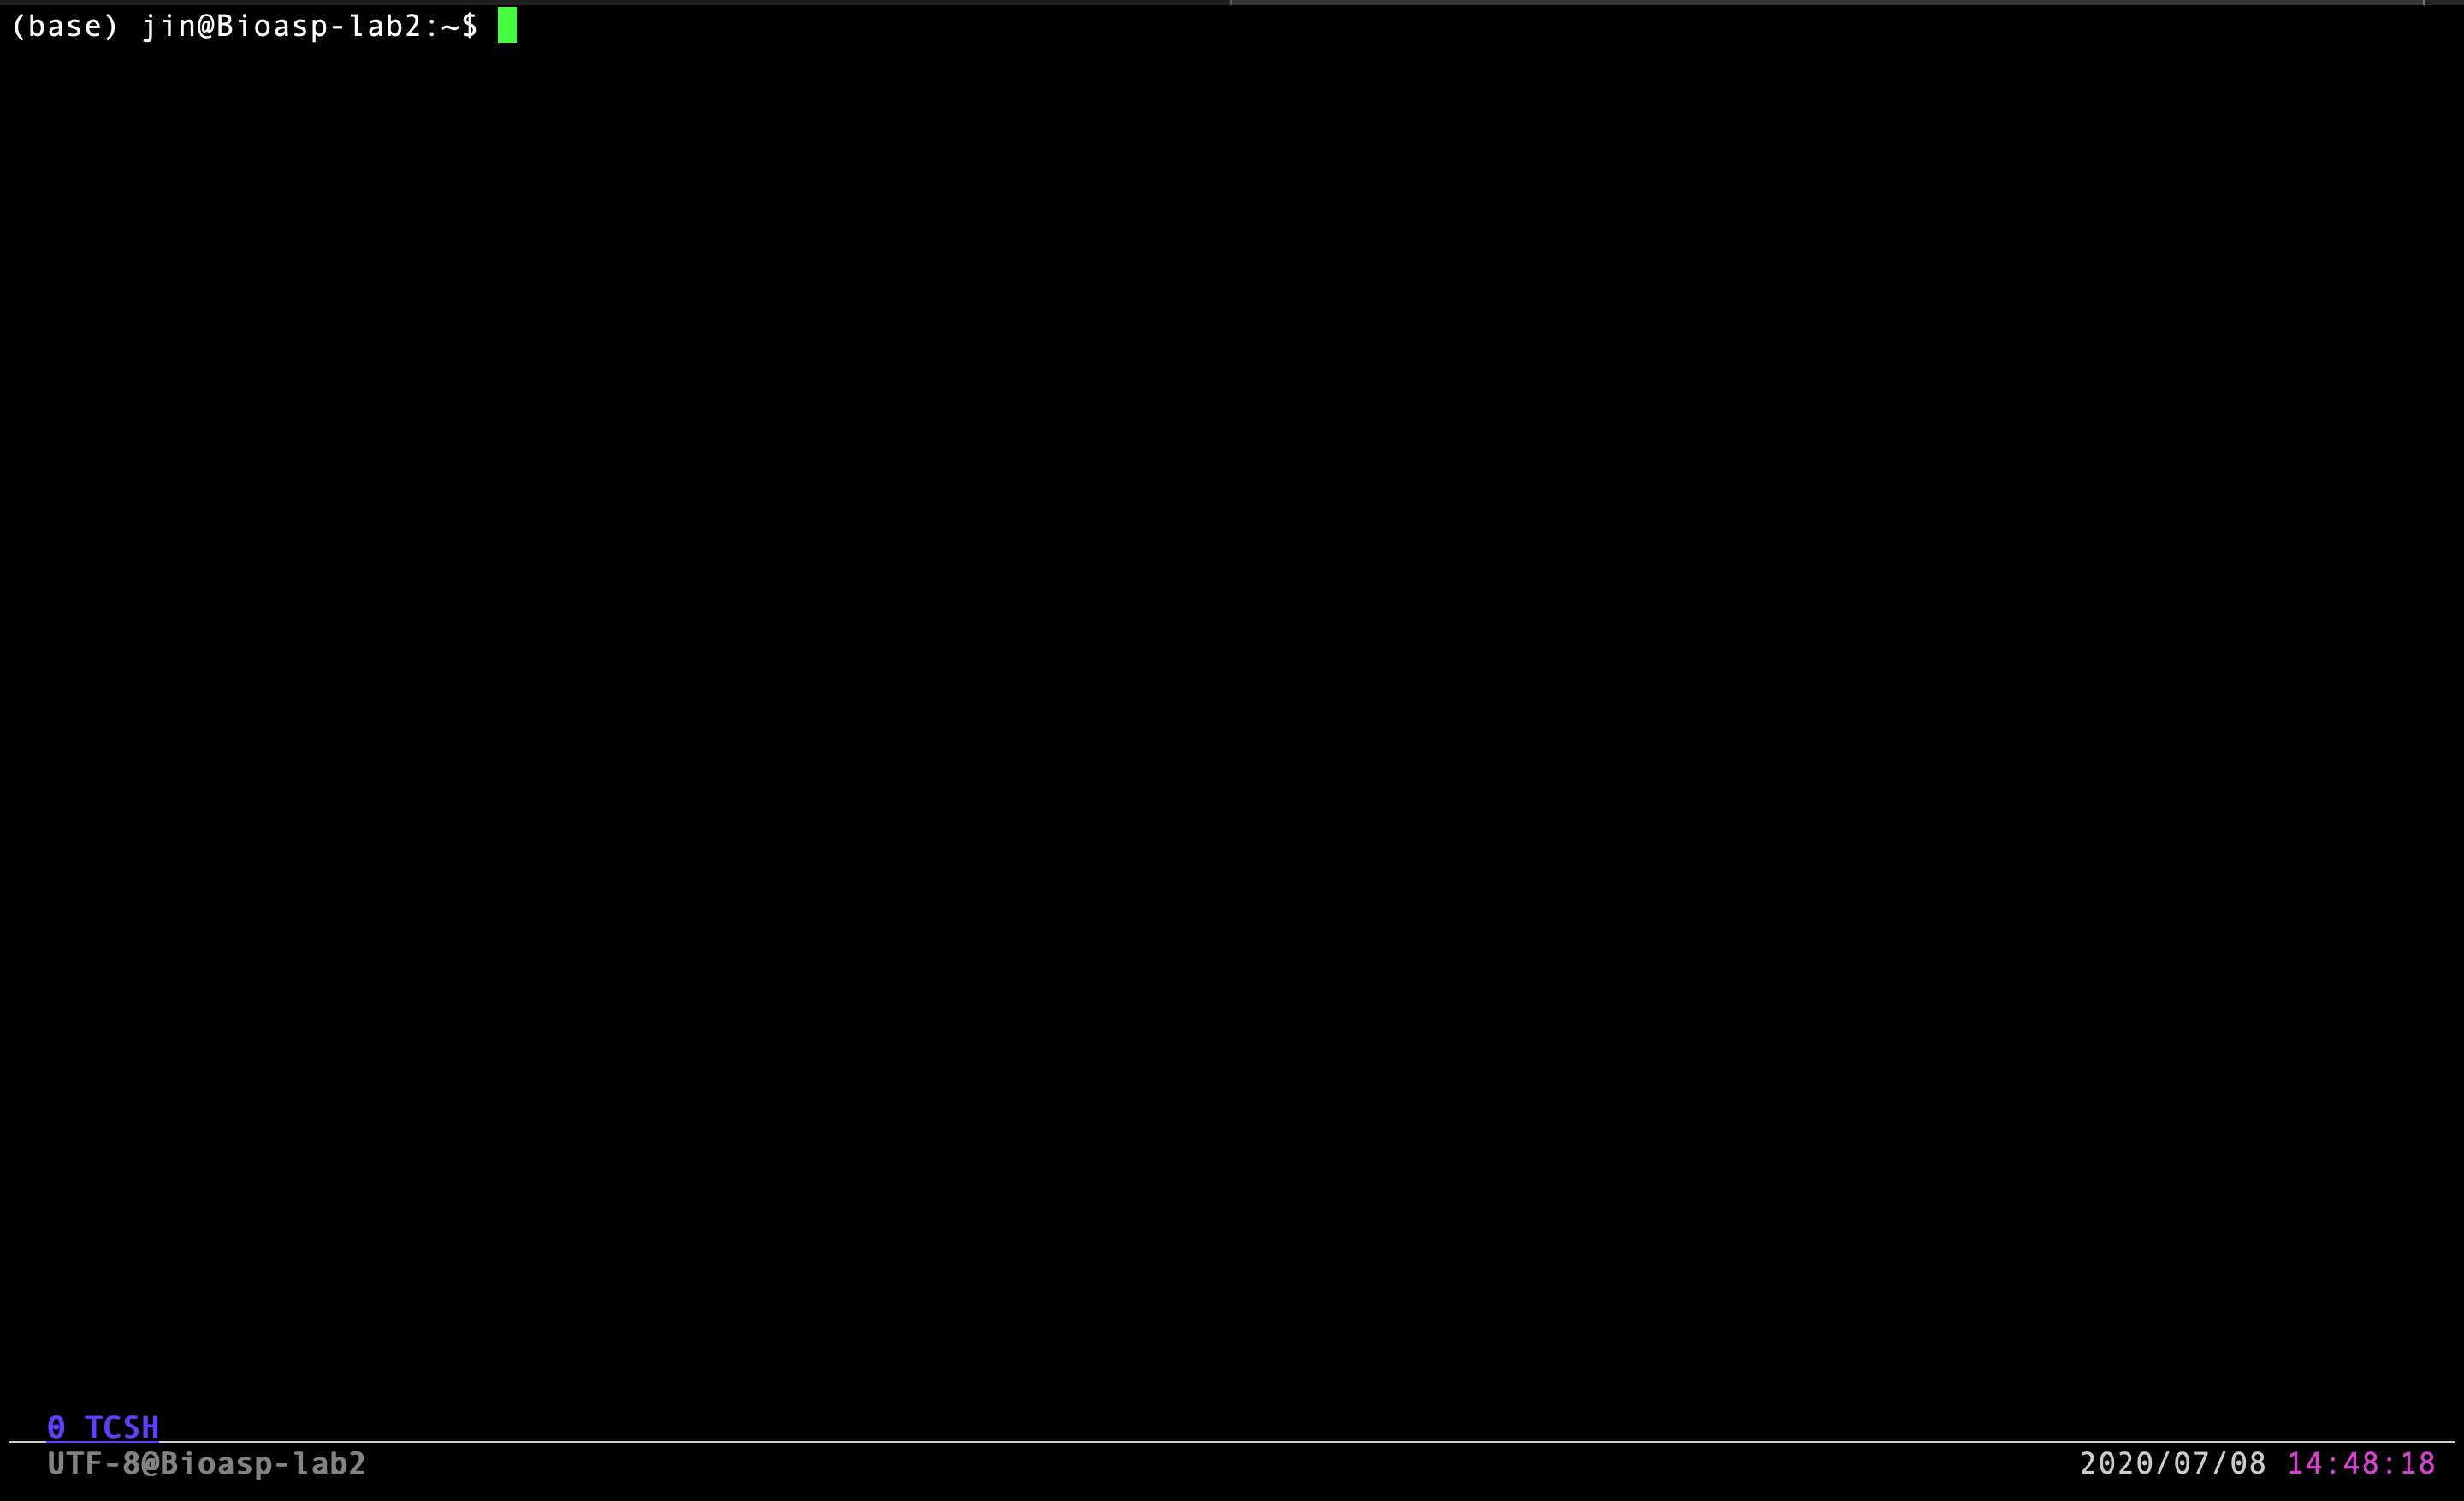 (base) jin@Bioasp-lab2:~$
0 TCSH
UTF-8@Bioasp-lab2 2020/07/08 14:48:18